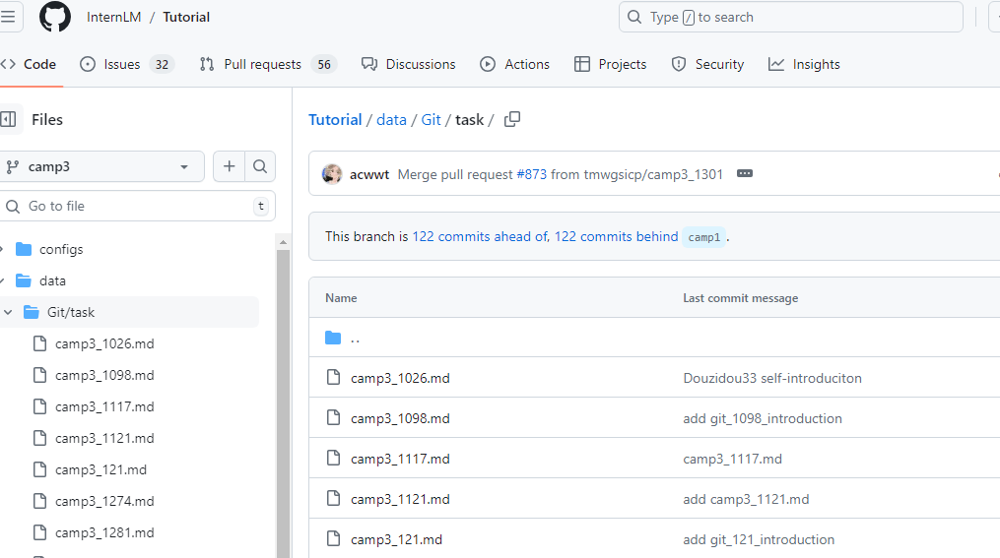 InternLM / Tutorial
Type / to search
Code
Issues 32
Pull requests 56
Discussions
Actions
Projects
Security
Insights
Files
camp3
Go to file t
configs
data
Git/task
camp3_1026.md
camp3_1098.md
camp3_1117.md
camp3_1121.md
camp3_121.md
camp3_1274.md
camp3_1281.md
Tutorial / data / Git / task /
acwwt Merge pull request #873 from tmwgsicp/camp3_1301
This branch is 122 commits ahead of, 122 commits behind camp1 .
Name Last commit message
..
camp3_1026.md Douzidou33 self-introduciton
camp3_1098.md add git_1098_introduction
camp3_1117.md camp3_1117.md
camp3_1121.md add camp3_1121.md
camp3_121.md add git_121_introduction